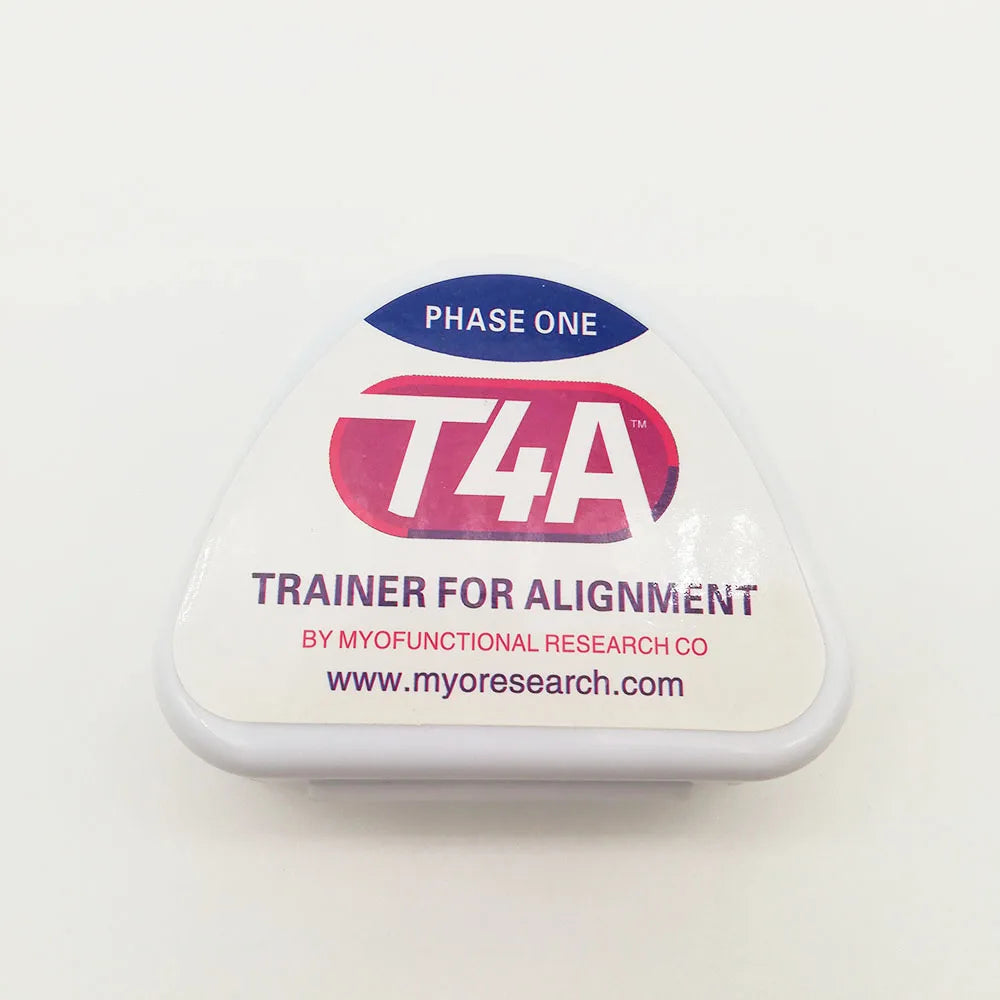 PHASE ONE
T4A™
TRAINER FOR ALIGNMENT
BY MYOFUNCTIONAL RESEARCH CO
www.myoresearch.com